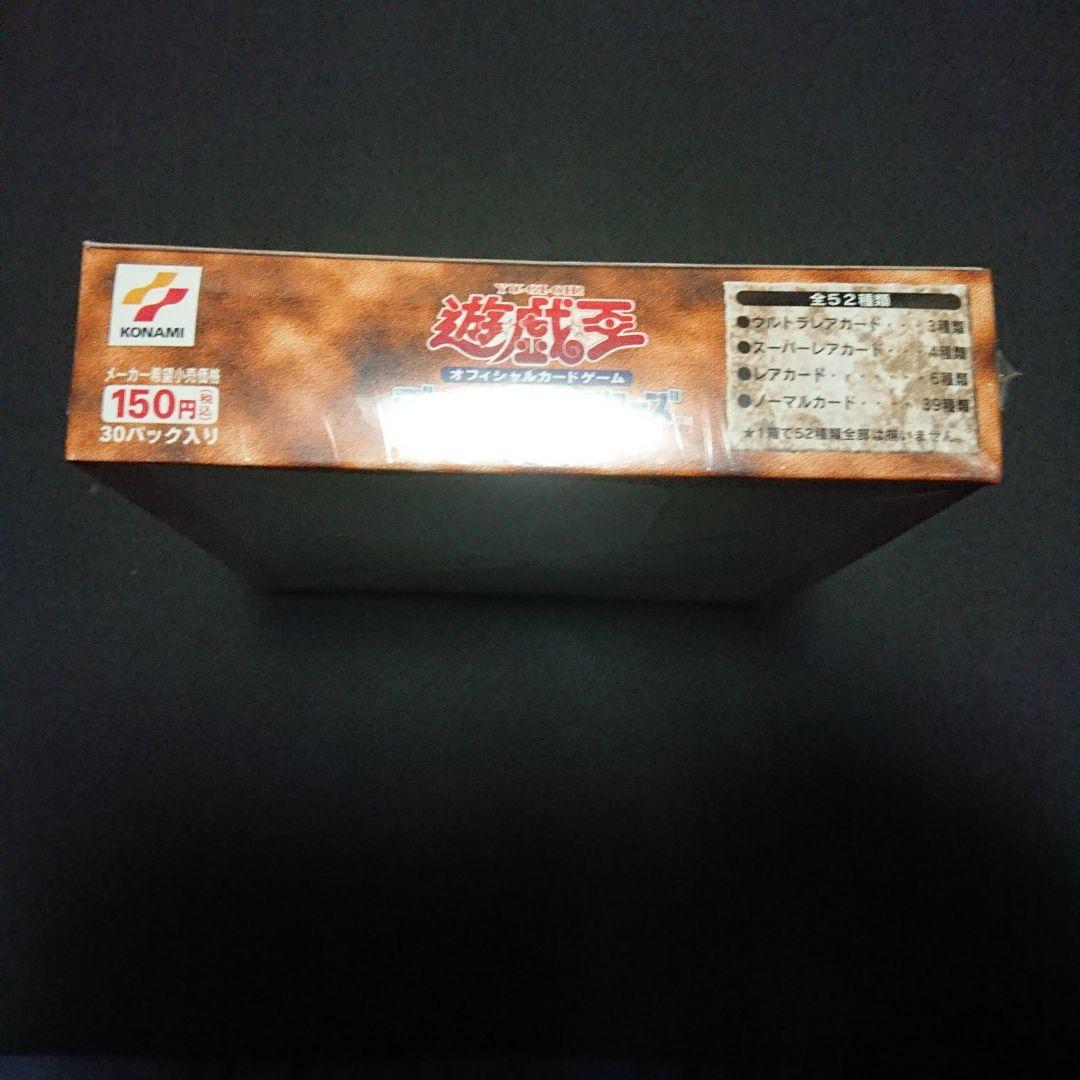 KONAMI
メーカー希望小売価格
150円(税込)
30パック入り
YU-GI-OH!
遊戯王
オフィシャルカードゲーム
ズ
全52種類
●ウルトラレアカード・・・3種類
●スーパーレアカード・・4種類
●レアカード・・・・・・6種類
●ノーマルカード・・・・39種類
★1箱で52種類全部は揃いません。